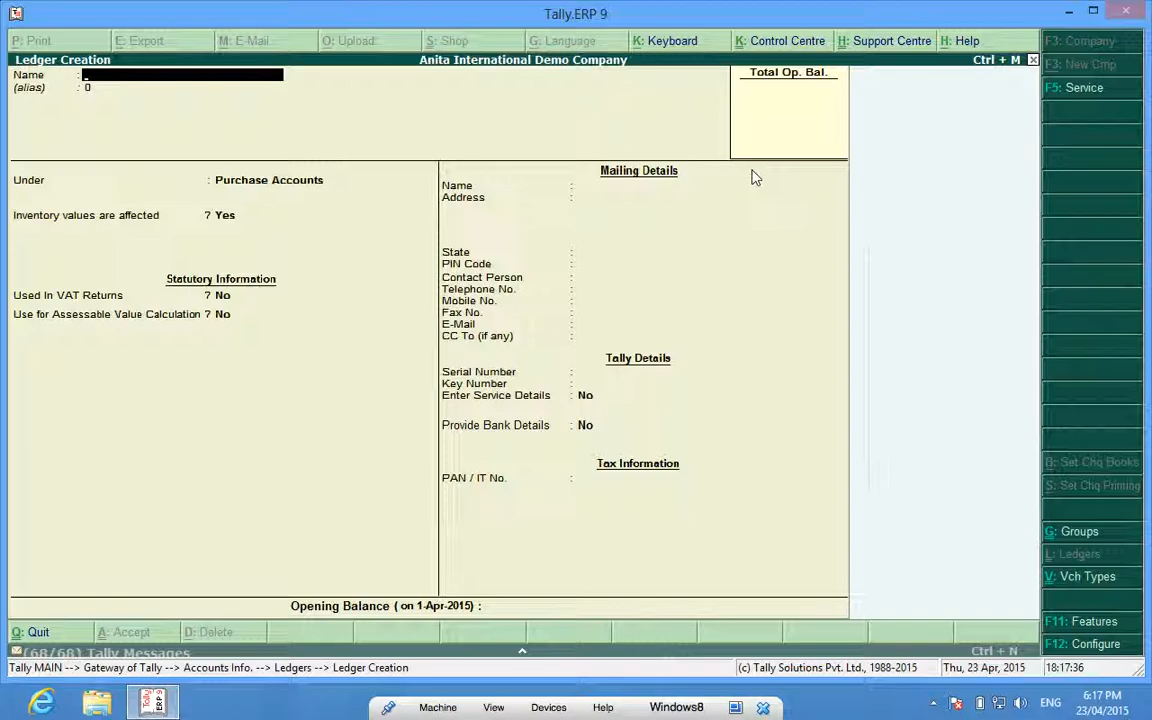 Tally.ERP 9
P: Print E: Export M: E-Mail O: Upload S: Shop G: Language K: Keyboard K: Control Centre H: Support Centre H: Help F3: Company
Ledger Creation Anita International Demo Company Ctrl + M
F3: New Cmp
Name :
(alias) : 0
Total Op. Bal.
F5: Service
Under : Purchase Accounts
Inventory values are affected ? Yes
Statutory Information
Used In VAT Returns ? No
Use for Assessable Value Calculation ? No
Mailing Details
Name :
Address :
State :
PIN Code :
Contact Person :
Telephone No. :
Mobile No. :
Fax No. :
E-Mail :
CC To (if any) :
Tally Details
Serial Number :
Key Number :
Enter Service Details : No
Provide Bank Details : No
Tax Information
PAN / IT No. :
B: Set Chq Books
S: Set Chq Printing
G: Groups
L: Ledgers
V: Vch Types
F11: Features
F12: Configure
Opening Balance ( on 1-Apr-2015) :
Q: Quit A: Accept D: Delete
(68/68) Tally Messages Ctrl + N
Tally MAIN --> Gateway of Tally --> Accounts Info. --> Ledgers --> Ledger Creation (c) Tally Solutions Pvt. Ltd., 1988-2015 Thu, 23 Apr, 2015 18:17:36
Tally ERP 9
Machine View Devices Help Windows8
ENG
6:17 PM
23/04/2015